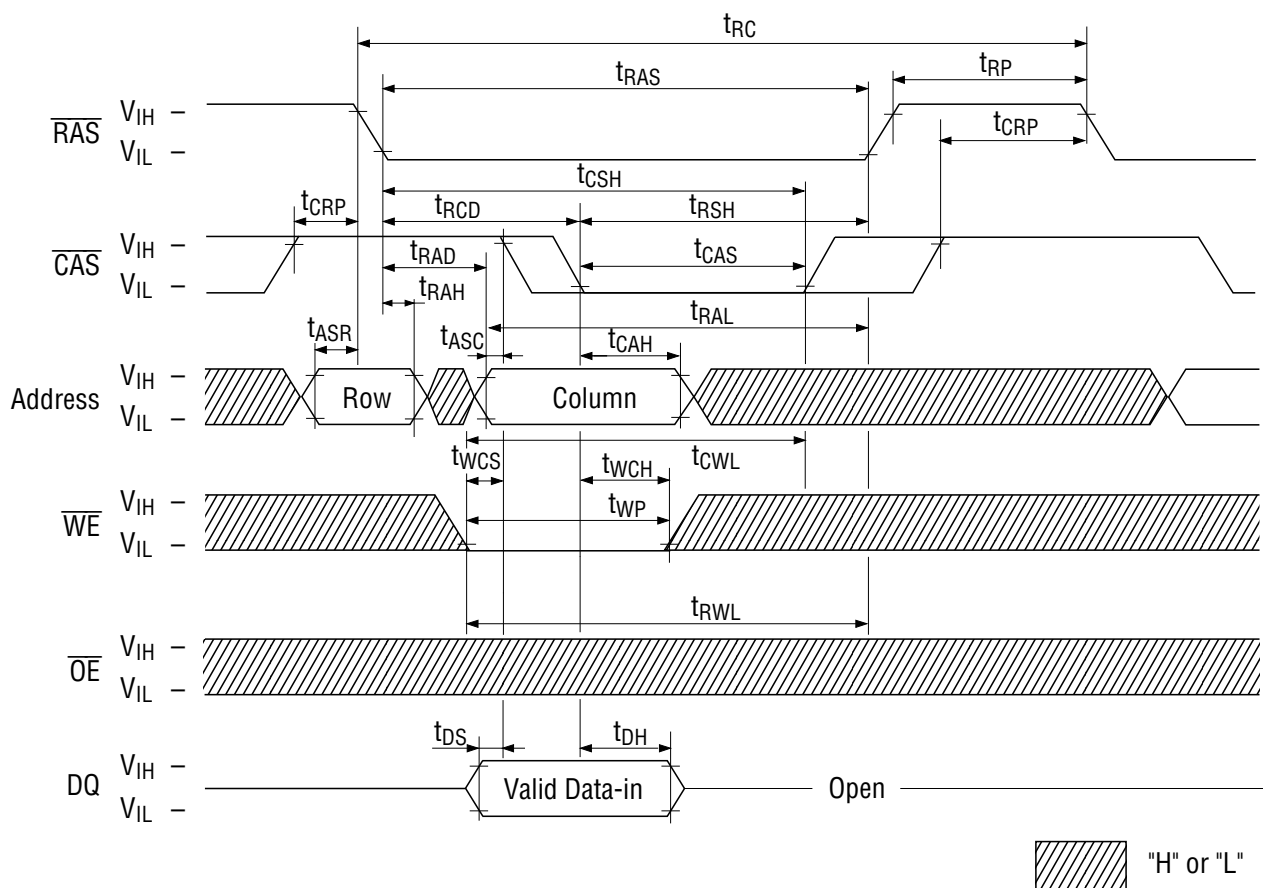 tRC
tRAS
tRP
RAS
VIH –
VIL –
tCRP
tCSH
tCRP
tRCD
tRSH
CAS
VIH –
VIL –
tRAD
tCAS
tRAH
tRAL
tASR
tASC
tCAH
Address
VIH –
VIL –
Row
Column
tCWL
tWCS
tWCH
WE
VIH –
VIL –
tWP
tRWL
OE
VIH –
VIL –
tDS
tDH
DQ
VIH –
VIL –
Valid Data-in
Open
"H" or "L"